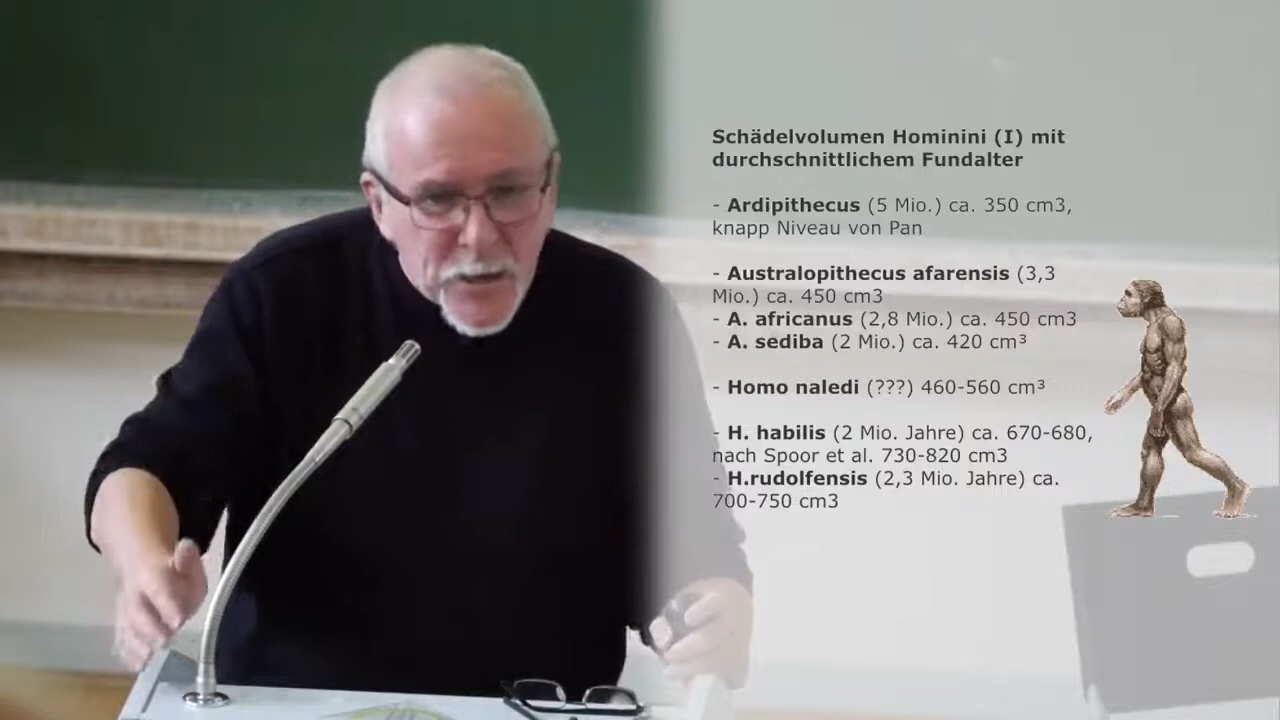 Schädelvolumen Hominini (I) mit
durchschnittlichem Fundalter
- Ardipithecus (5 Mio.) ca. 350 cm3,
knapp Niveau von Pan
- Australopithecus afarensis (3,3
Mio.) ca. 450 cm3
- A. africanus (2,8 Mio.) ca. 450 cm3
- A. sediba (2 Mio.) ca. 420 cm³
- Homo naledi (???) 460-560 cm³
- H. habilis (2 Mio. Jahre) ca. 670-680,
nach Spoor et al. 730-820 cm3
- H.rudolfensis (2,3 Mio. Jahre) ca.
700-750 cm3